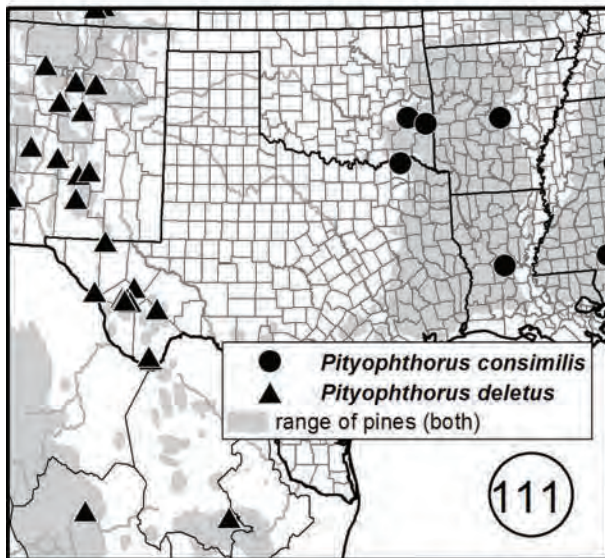 Pityophthorus consimilis
Pityophthorus deletus
range of pines (both)
111